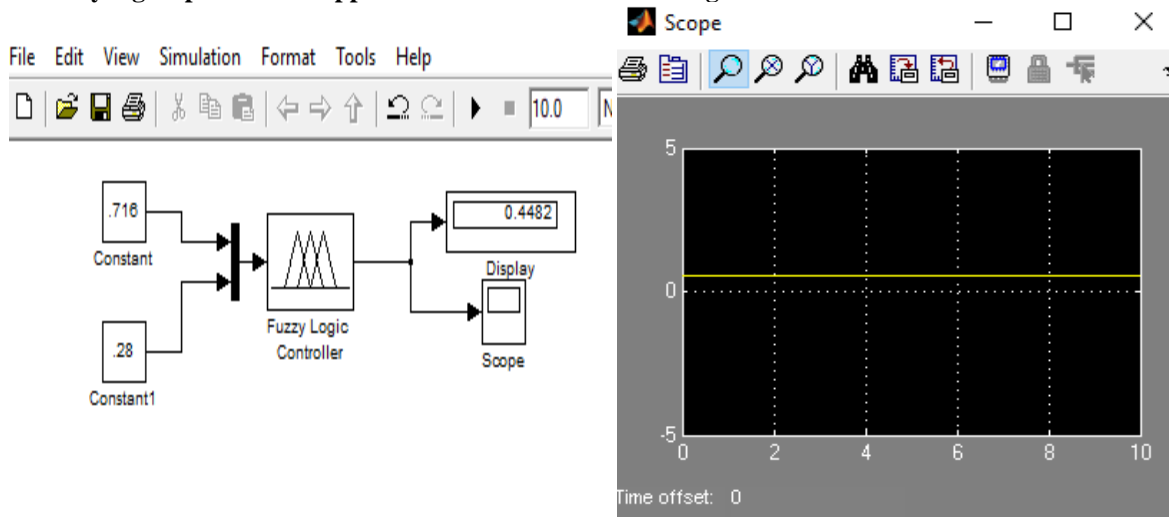 Scope
File Edit View Simulation Format Tools Help
10.0
N
.716
Constant
.28
Constant1
Fuzzy Logic
Controller
0.4482
Display
Scope
5
0
-5
0 2 4 6 8 10
Time offset: 0